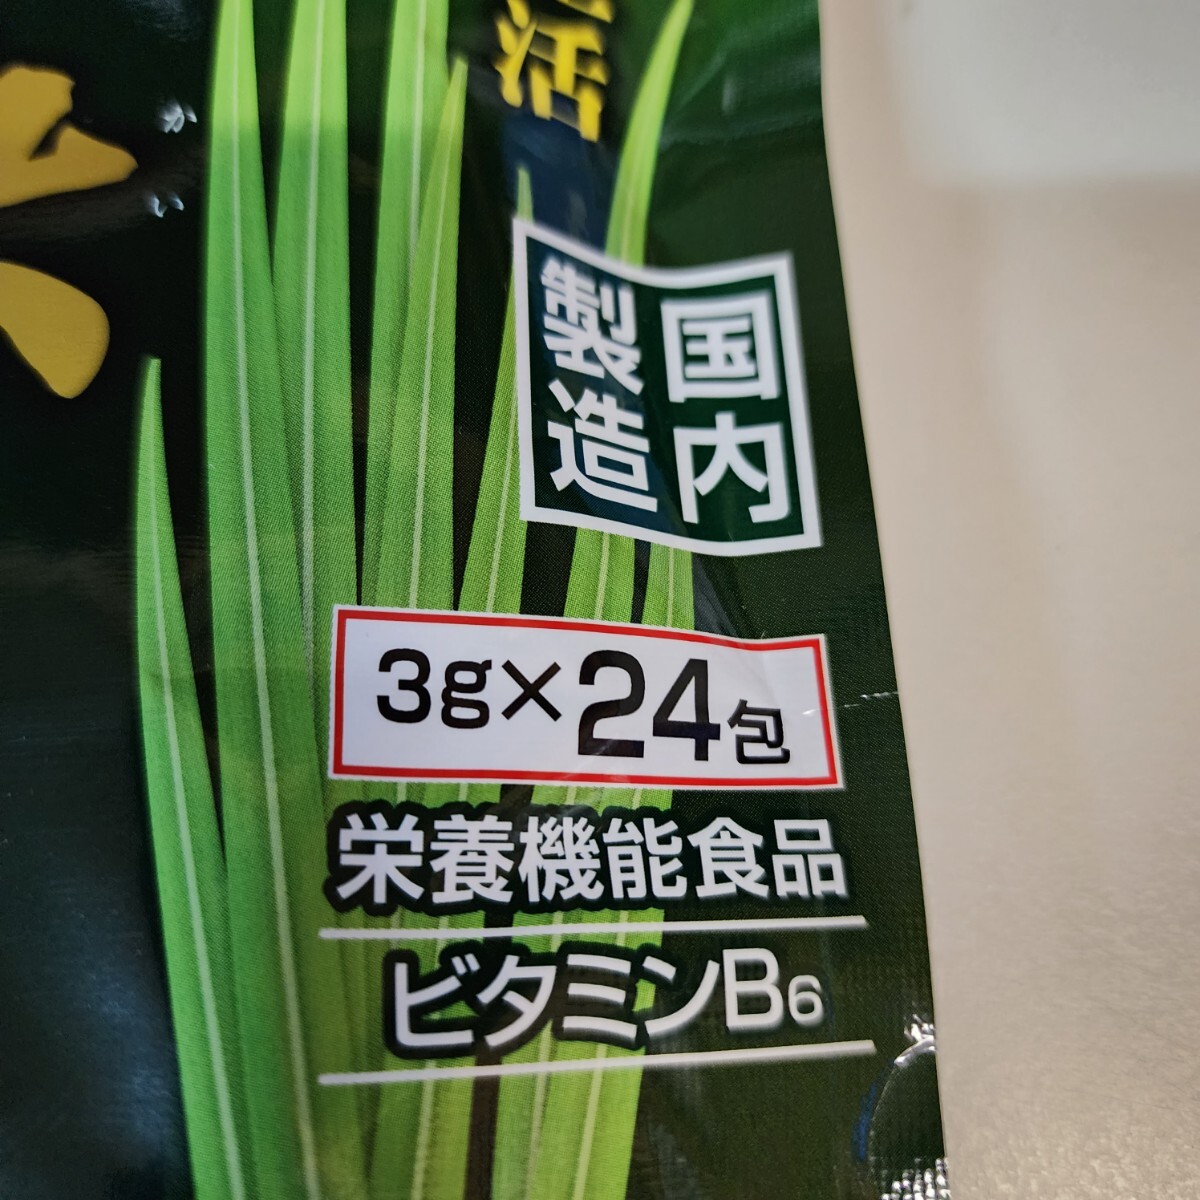 国内
製造
3g×24包
栄養機能食品
ビタミンB6